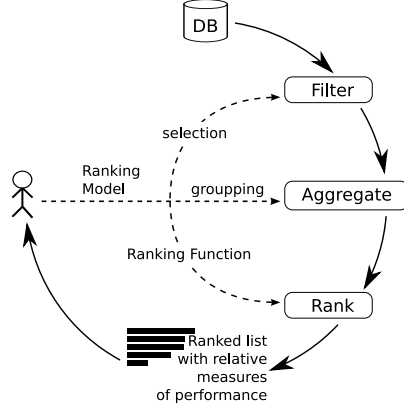 DB
Filter
selection
Ranking
Model
groupping
Aggregate
Ranking Function
Rank
Ranked list
with relative
measures
of performance